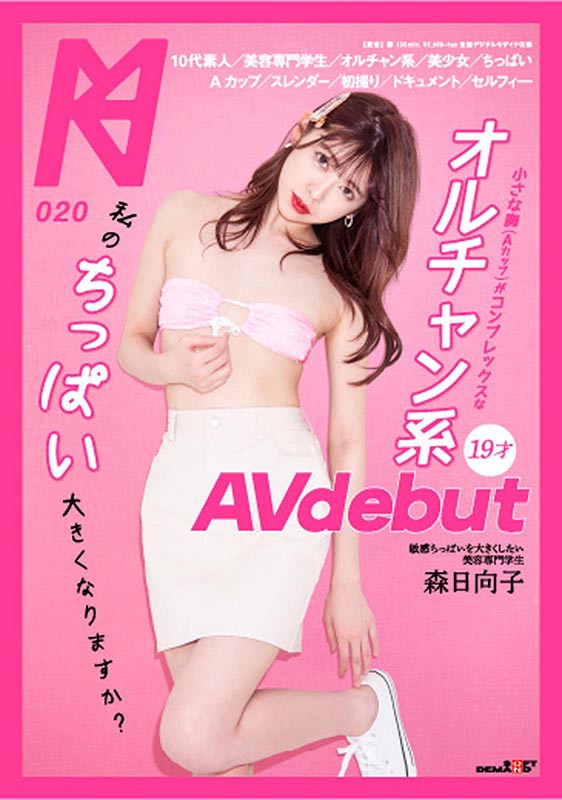 10代素人/美容専門学生/オルチャン系/美少女/ちっぱい
Aカップ/スレンダー/初撮り/ドキュメント/セルフィー
020
私の
ちっぱい
大きくなりますか?
小さな胸(Aカップ)がコンプレックスな
オルチャン系
19才
AVdebut
敏感ちっぱいを大きくしたい
美容専門学生
森日向子